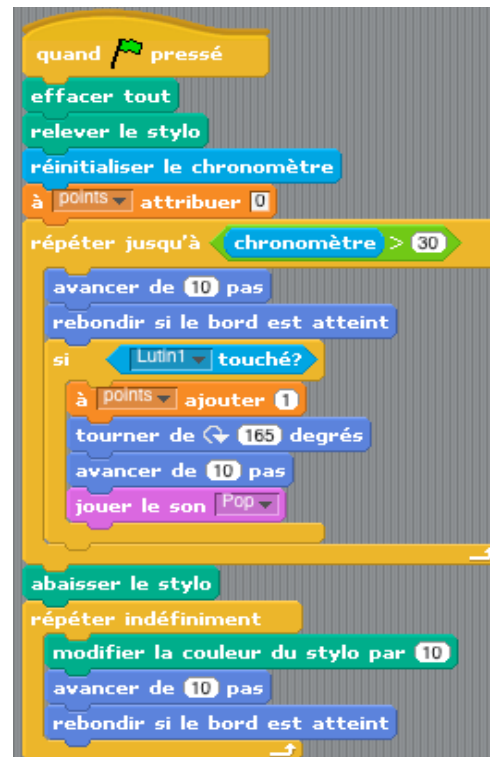 quand pressé
effacer tout
relever le stylo
réinitialiser le chronomètre
à points attribuer 0
répéter jusqu'à chronomètre > 30
avancer de 10 pas
rebondir si le bord est atteint
si Lutin1 touché?
à points ajouter 1
tourner de 165 degrés
avancer de 10 pas
jouer le son Pop
abaisser le stylo
répéter indéfiniment
modifier la couleur du stylo par 10
avancer de 10 pas
rebondir si le bord est atteint